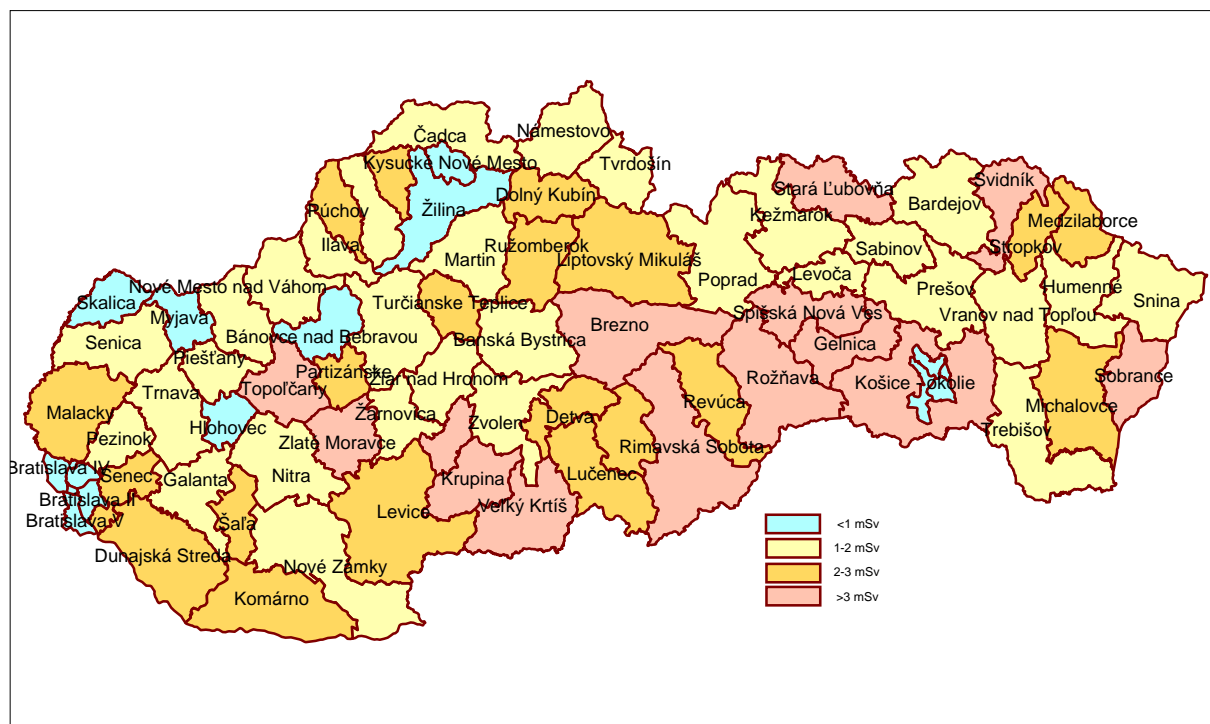 Námestovo
Čadca
Kysucké Nové Mesto
Tvrdošín
Dolný Kubín
Stará Ľubovňa
Svidník
Púchov
Žilina
Kežmarok
Bardejov
Medzilaborce
Ilava
Ružomberok
Stropkov
Martin
Liptovský Mikuláš
Sabinov
Poprad
Levoča
Nové Mesto nad Váhom
Prešov
Humenné
Skalica
Turčianske Teplice
Snina
Myjava
Spišská Nová Ves
Vranov nad Topľou
Brezno
Bánovce nad Bebravou
Senica
Banská Bystrica
Gelnica
Piešťany
Partizánske
Žiar nad Hronom
Rožňava
Košice - okolie
Sobrance
Topoľčany
Trnava
Revúca
Malacky
Žarnovica
Detva
Michalovce
Hlohovec
Zvolen
Pezinok
Zlaté Moravce
Rimavská Sobota
Trebišov
Bratislava IV
Senec
Galanta
Nitra
Krupina
Lučenec
Bratislava II
Veľký Krtíš
Levice
Bratislava V
Šaľa
Dunajská Streda
Nové Zámky
Komárno
<1 mSv
1-2 mSv
2-3 mSv
>3 mSv